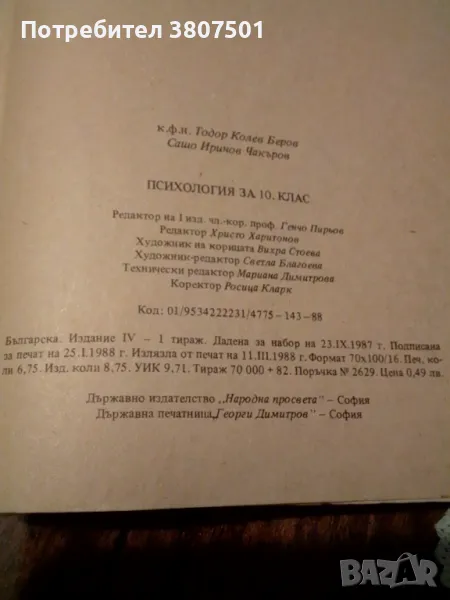 Потребител 3807501
к.ф.н. Тодор Колев Беров
Сашо Иринов Чакъров
ПСИХОЛОГИЯ ЗА 10. КЛАС
Редактор на I изд. чл.-кор. проф. Генчо Пирьов
Редактор Христо Харитонов
Художник на корицата Вихра Стоева
Художник-редактор Светла Благоева
Технически редактор Мариана Димитрова
Коректор Росица Кларк
Код: 01/9534222231/4775–143–88
Българска. Издание IV – 1 тираж. Дадена за набор на 23.IX.1987 г. Подписана
за печат на 25.I.1988 г. Излязла от печат на 11.III.1988 г. Формат 70х100/16. Печ. ко-
ли 6,75. Изд. коли 8,75. УИК 9,71. Тираж 70 000 + 82. Поръчка № 2629. Цена 0,49 лв.
Държавно издателство „Народна просвета" – София
Държавна печатница„Георги Димитров" – София
BAZAR